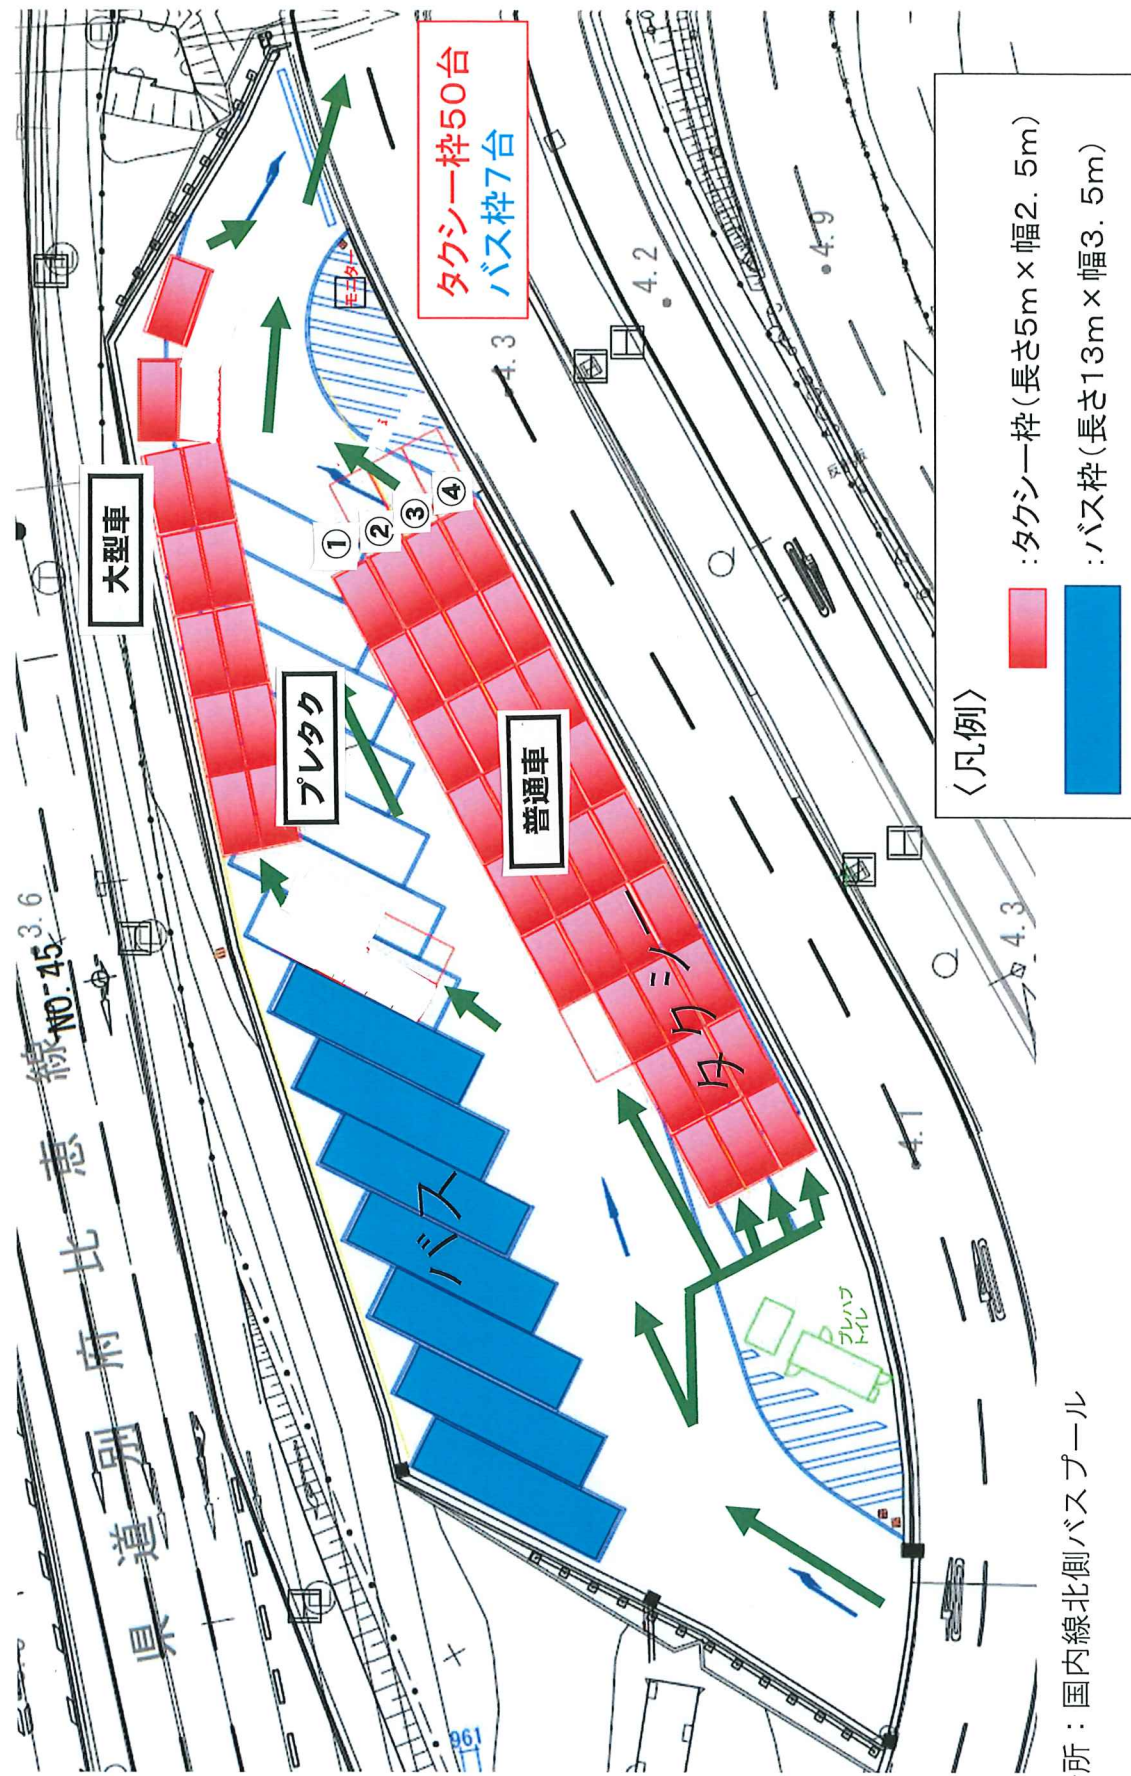 県道別府比恵線
NO.45
3.6
大型車
プレタク
①
②
③
④
普通車
タクシー
バス
モニター
タクシー枠50台
バス枠7台
4.9
4.2
4.3
4.1
4.3
プレハブ
トイレ
961
〈凡例〉
:タクシー枠(長さ5m×幅2.5m)
:バス枠(長さ13m×幅3.5m)
所:国内線北側バスプール